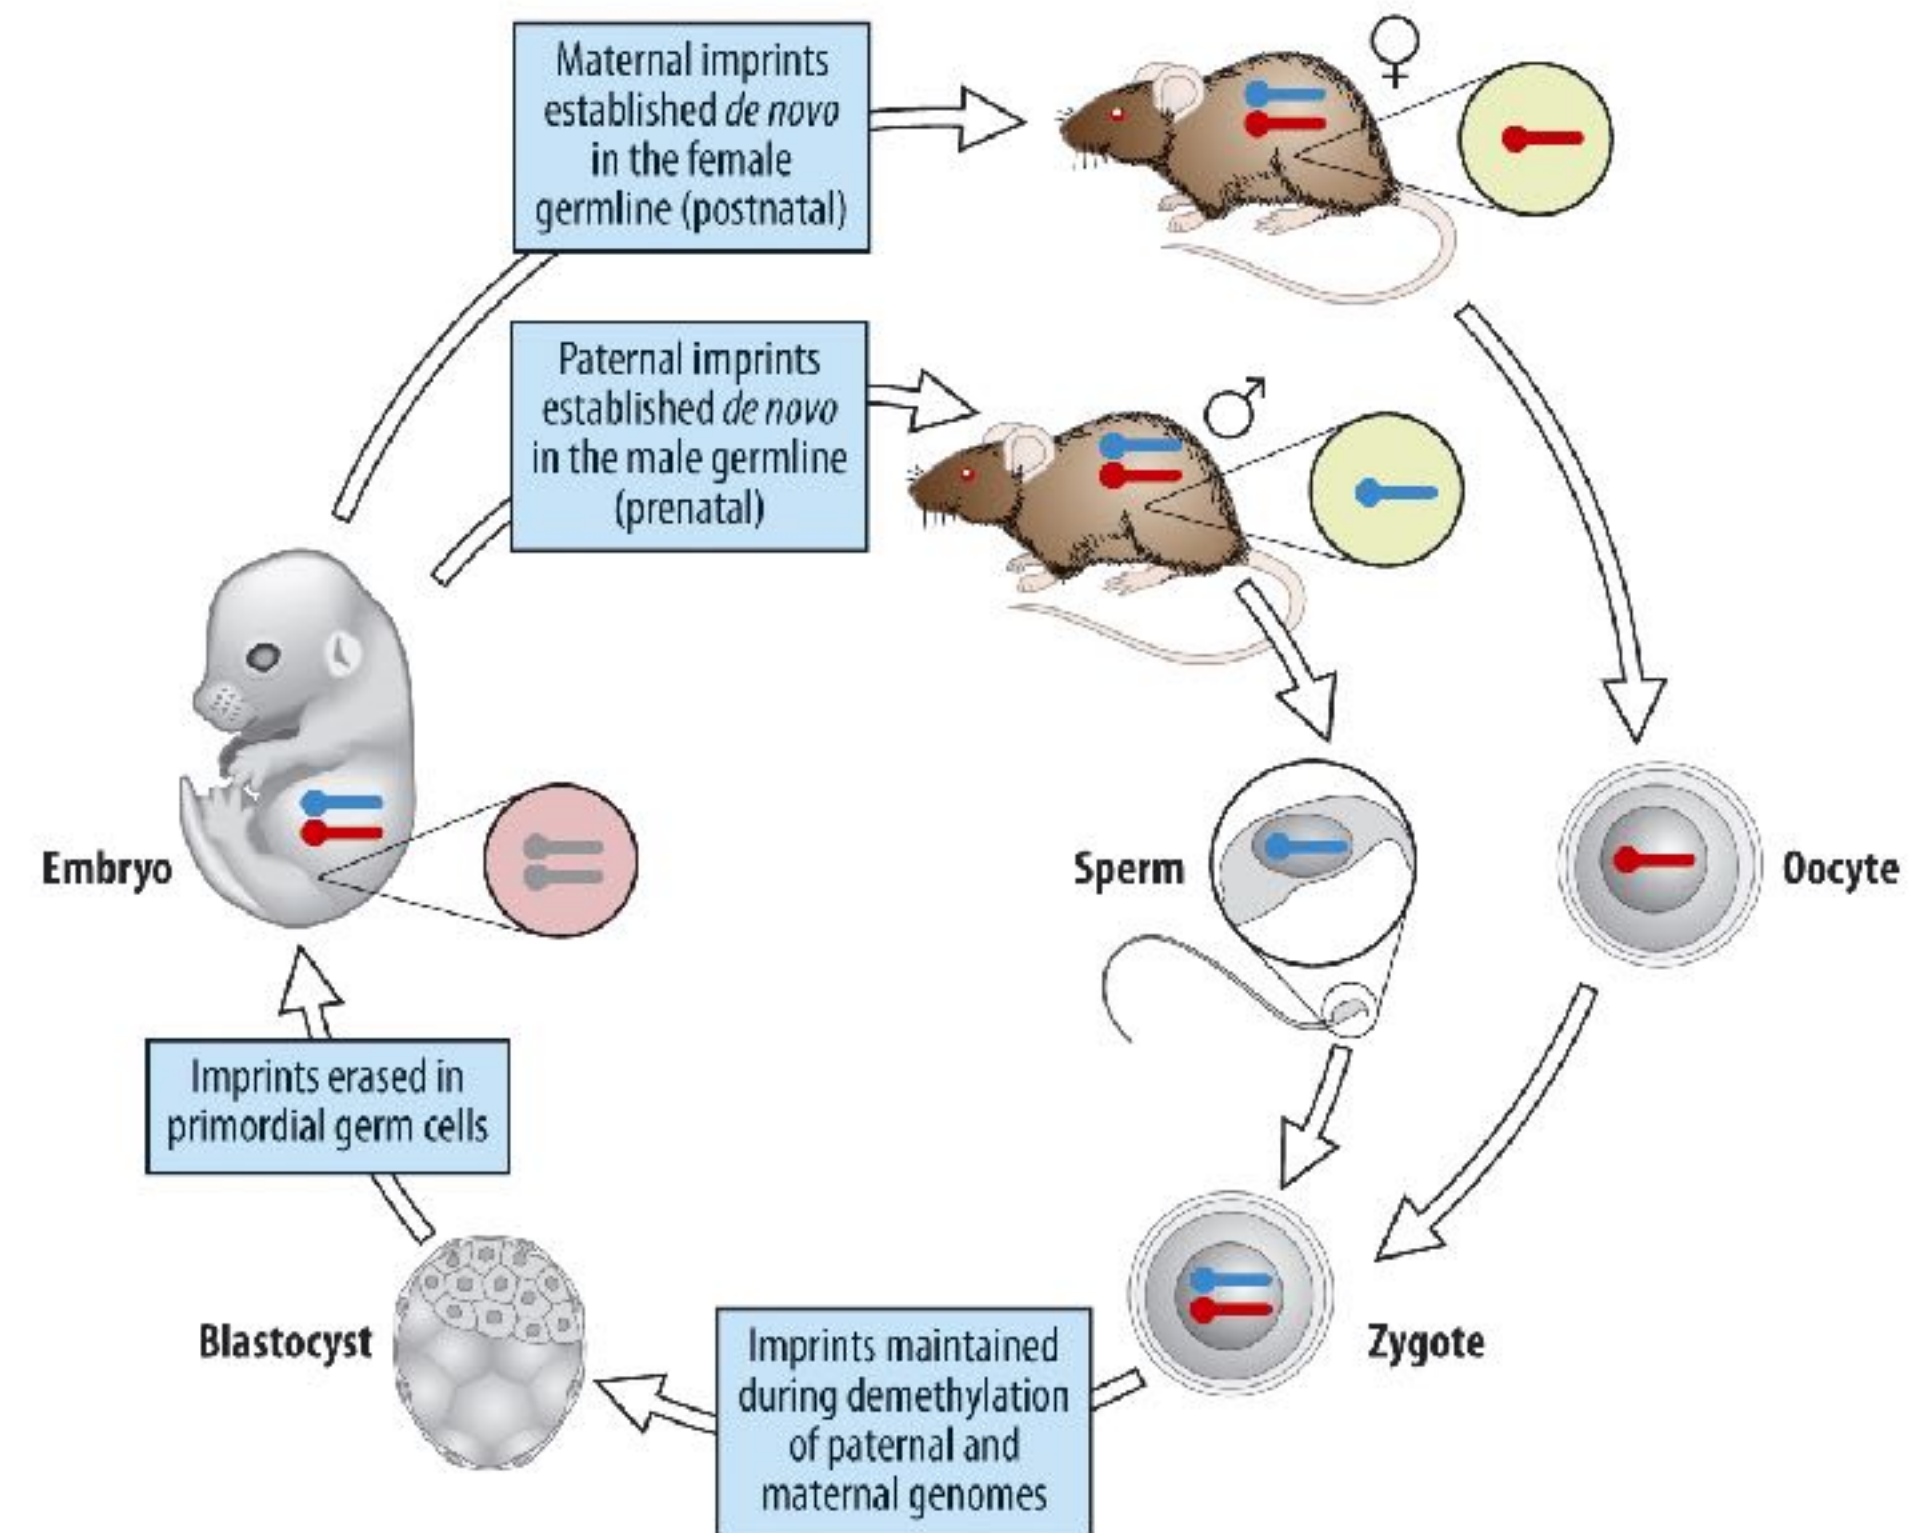 Maternal imprints
established de novo
in the female
germline (postnatal)
Paternal imprints
established de novo
in the male germline
(prenatal)
Embryo
Sperm
Oocyte
Imprints erased in
primordial germ cells
Blastocyst
Imprints maintained
during demethylation
of paternal and
maternal genomes
Zygote